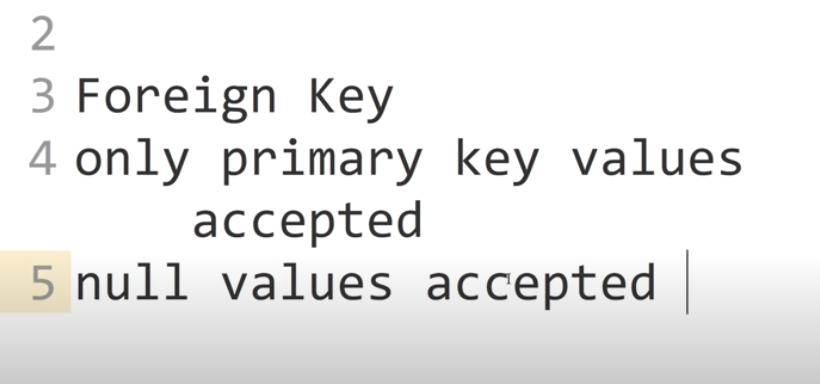 2
3 Foreign Key
4 only primary key values
accepted
5 null values accepted